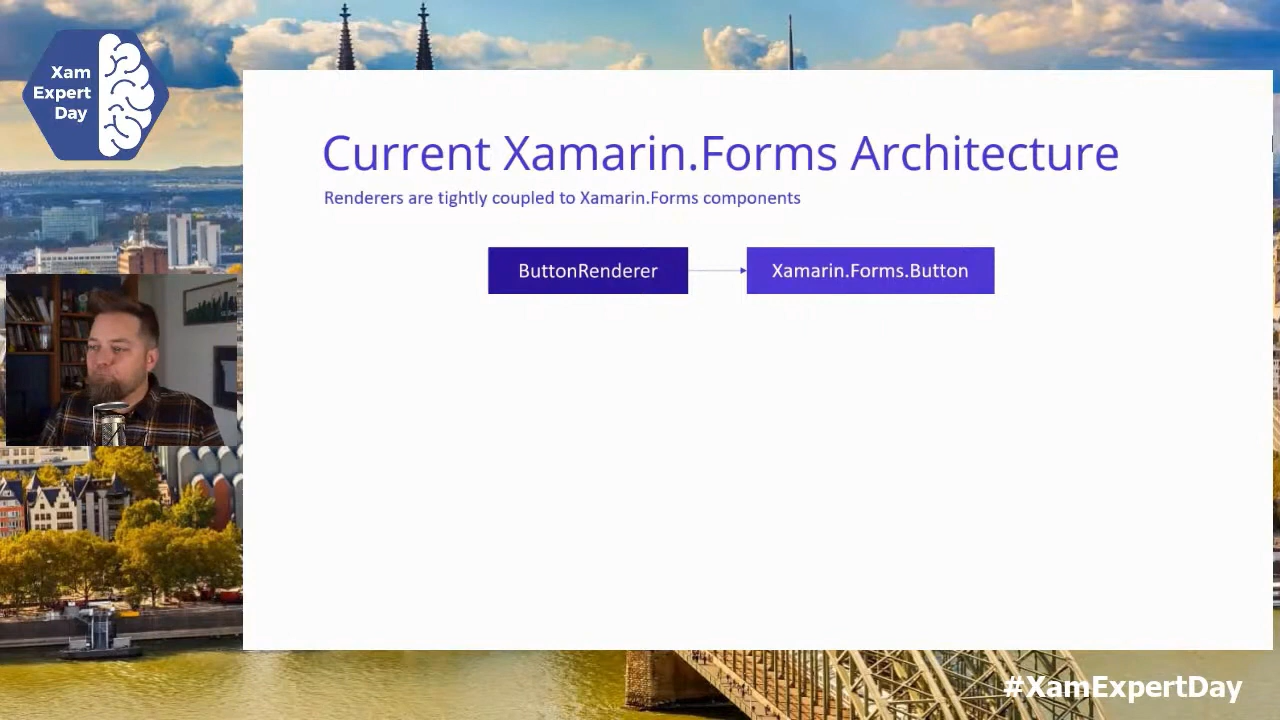 Xam
Expert
Day
Current Xamarin.Forms Architecture
Renderers are tightly coupled to Xamarin.Forms components
ButtonRenderer
Xamarin.Forms.Button
#XamExpertDay